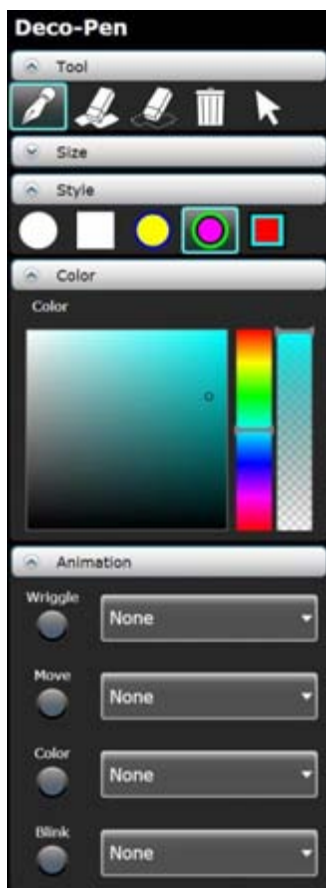 Deco-Pen
Tool
Size
Style
Color
Color
Animation
Wriggle
None
Move
None
Color
None
Blink
None